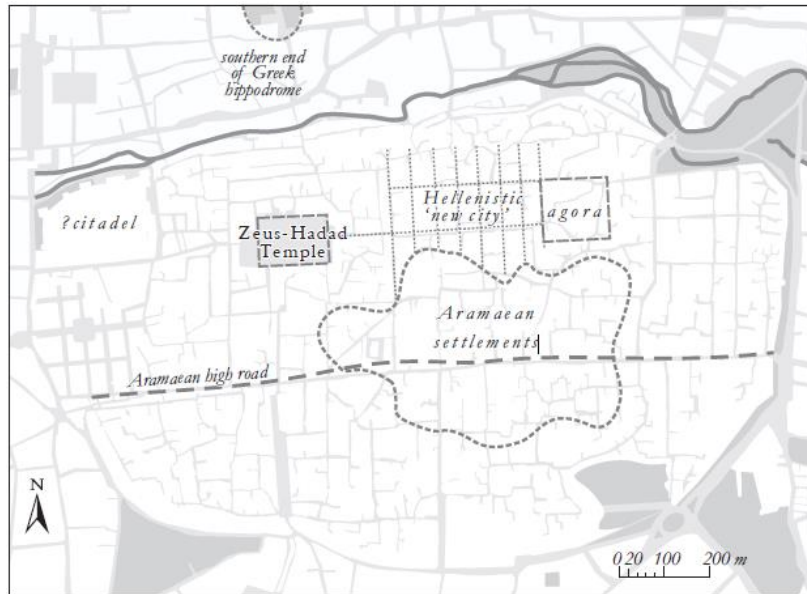 southern end
of Greek
hippodrome
Hellenistic
'new city'
agora
?citadel
Zeus-Hadad
Temple
Aramaean
settlements
Aramaean high road
N
0 20 100 200 m